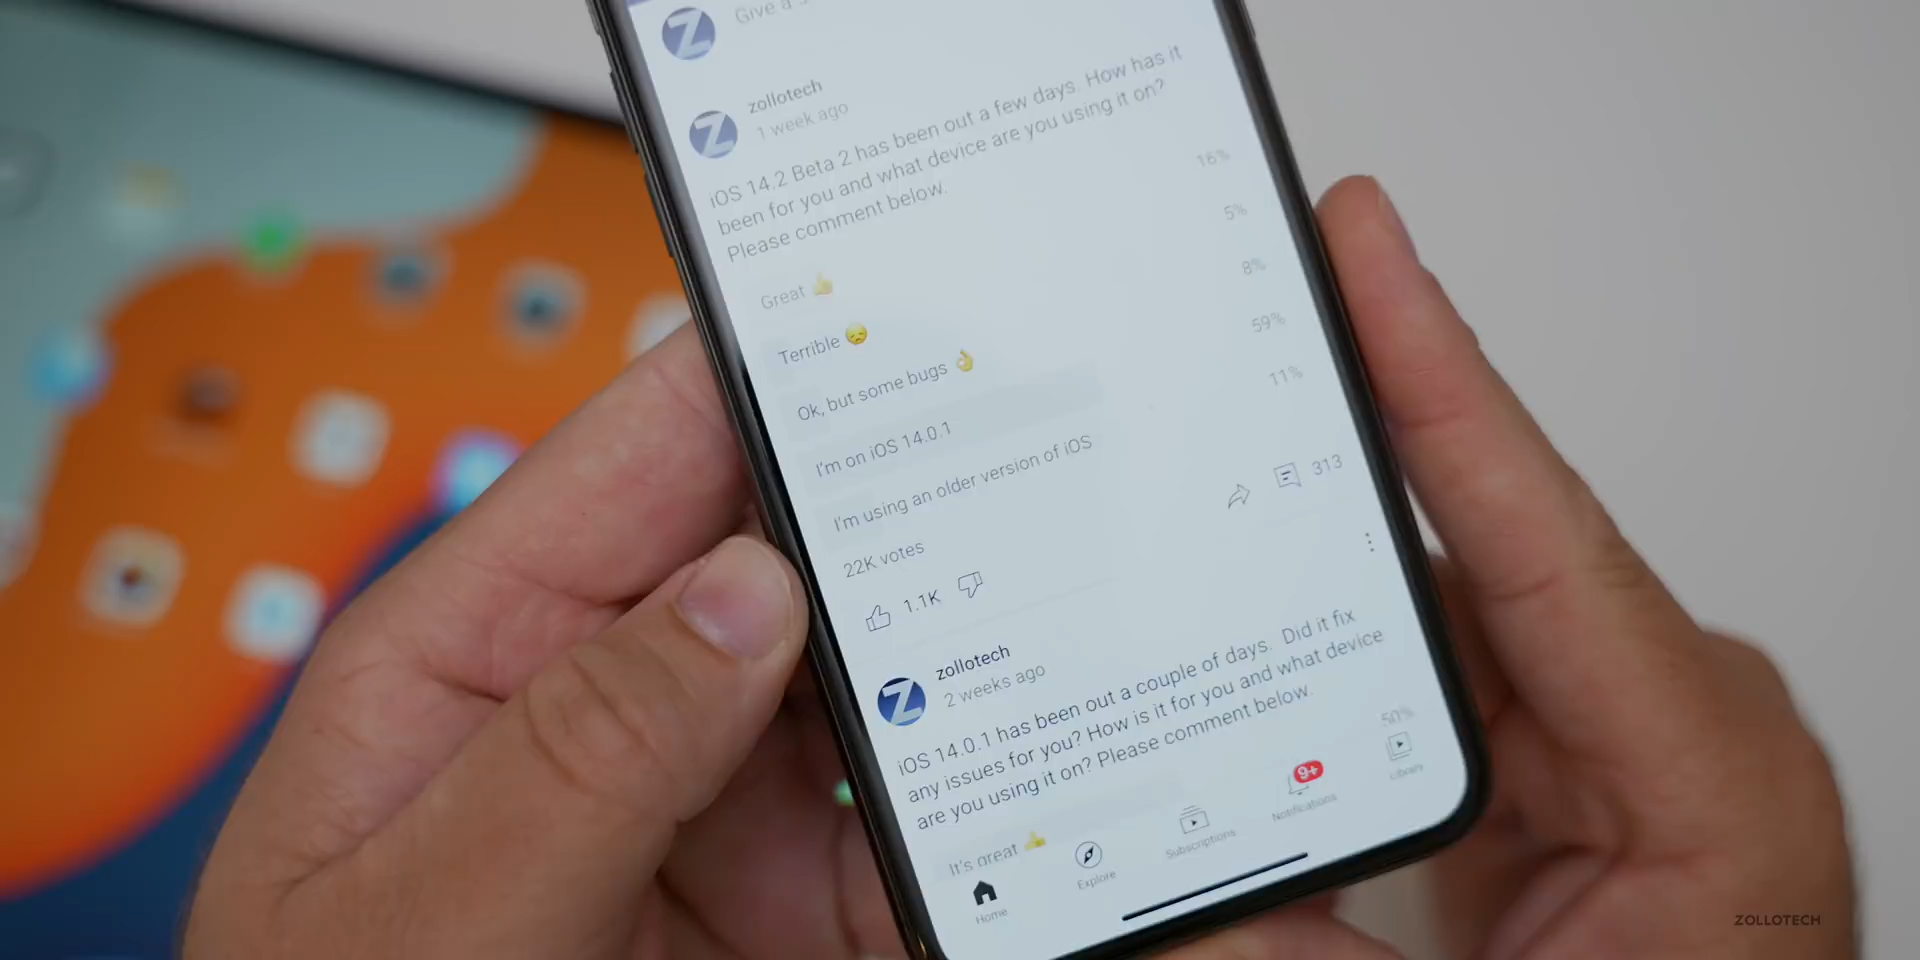 Give a
zollotech
1 week ago
iOS 14.2 Beta 2 has been out a few days. How has it
been for you and what device are you using it on?
Please comment below.
Great 👍 16%
Terrible 😞 5%
Ok, but some bugs 👌 8%
I'm on iOS 14.0.1 59%
I'm using an older version of iOS 11%
22K votes
1.1K 313
zollotech
2 weeks ago
iOS 14.0.1 has been out a couple of days. Did it fix
any issues for you? How is it for you and what device
are you using it on? Please comment below.
It's great 👍 50%
Home Explore Subscriptions Notifications 9+ Library
ZOLLOTECH